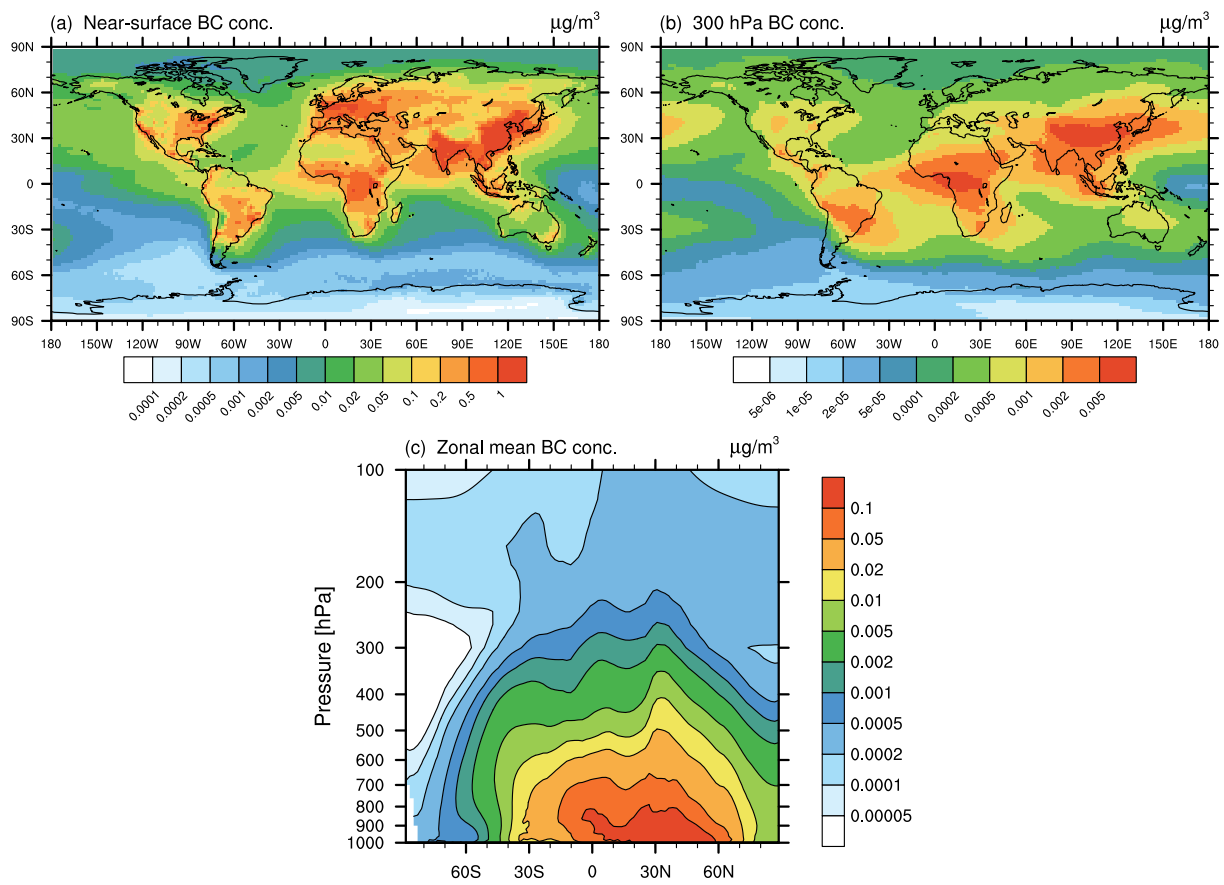 (a) Near-surface BC conc. μg/m³
90N
60N
30N
0
30S
60S
90S
180 150W 120W 90W 60W 30W 0 30E 60E 90E 120E 150E 180
0.0001 0.0002 0.0005 0.001 0.002 0.005 0.01 0.02 0.05 0.1 0.2 0.5 1
(b) 300 hPa BC conc. μg/m³
90N
60N
30N
0
30S
60S
90S
180 150W 120W 90W 60W 30W 0 30E 60E 90E 120E 150E 180
5e-06 1e-05 2e-05 5e-05 0.0001 0.0002 0.0005 0.001 0.002 0.005
(c) Zonal mean BC conc. μg/m³
Pressure [hPa]
100
200
300
400
500
600
700
800
900
1000
60S 30S 0 30N 60N
0.1
0.05
0.02
0.01
0.005
0.002
0.001
0.0005
0.0002
0.0001
0.00005